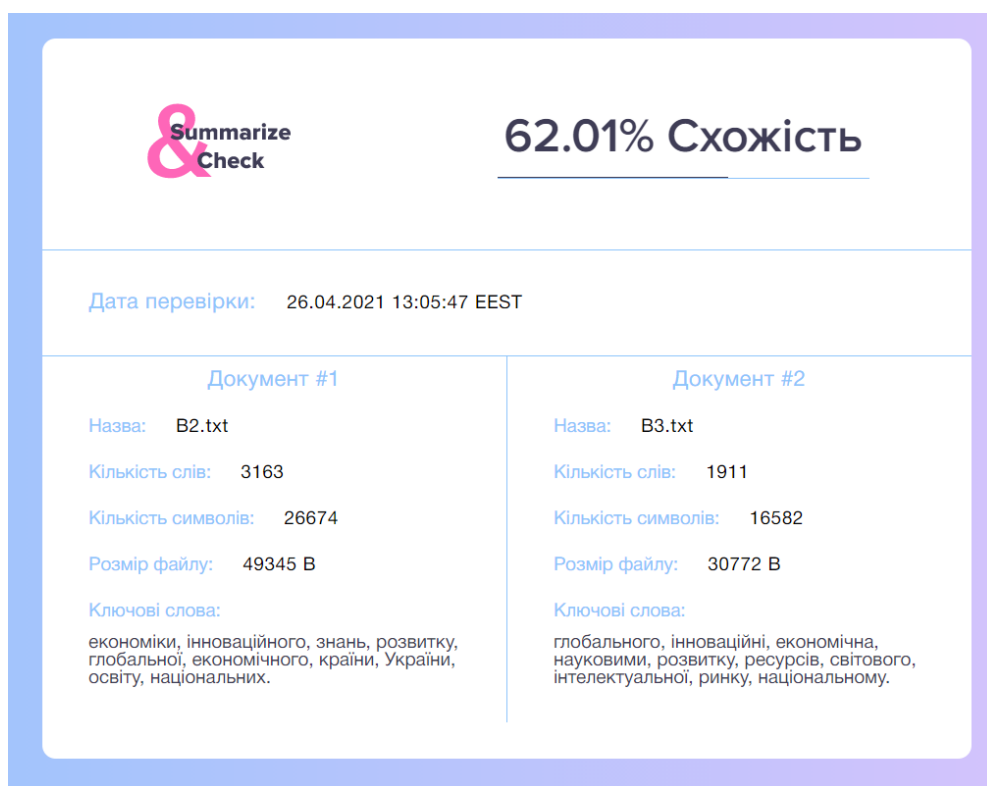 &
Summarize
Check
62.01% Схожість
Дата перевірки: 26.04.2021 13:05:47 EEST
Документ #1
Назва: B2.txt
Кількість слів: 3163
Кількість символів: 26674
Розмір файлу: 49345 B
Ключові слова:
економіки, інноваційного, знань, розвитку,
глобальної, економічного, країни, України,
освіту, національних.
Документ #2
Назва: B3.txt
Кількість слів: 1911
Кількість символів: 16582
Розмір файлу: 30772 B
Ключові слова:
глобального, інноваційні, економічна,
науковими, розвитку, ресурсів, світового,
інтелектуальної, ринку, національному.